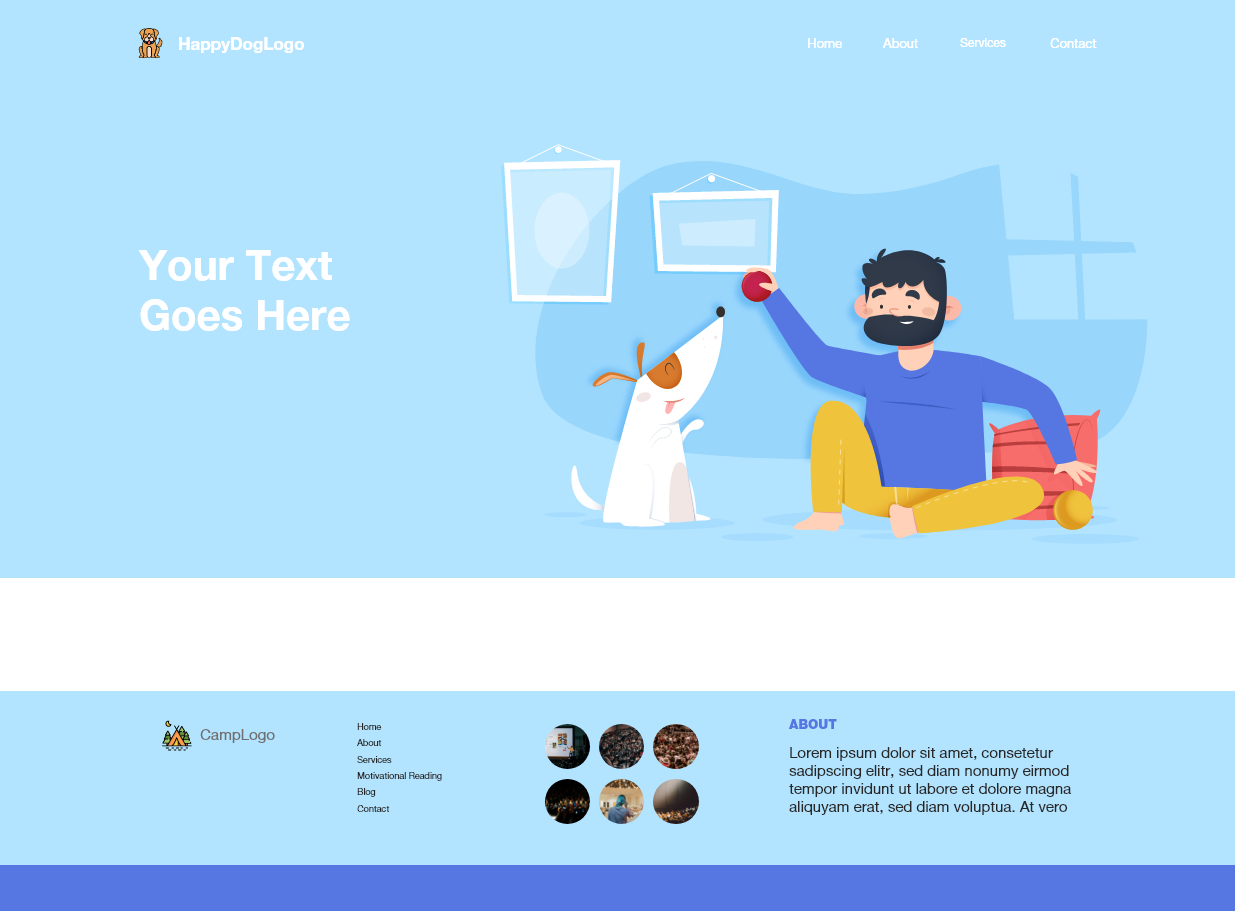 HappyDogLogo
Home
About
Services
Contact
Your Text
Goes Here
CampLogo
Home
About
Services
Motivational Reading
Blog
Contact
ABOUT
Lorem ipsum dolor sit amet, consetetur
sadipscing elitr, sed diam nonumy eirmod
tempor invidunt ut labore et dolore magna
aliquyam erat, sed diam voluptua. At vero